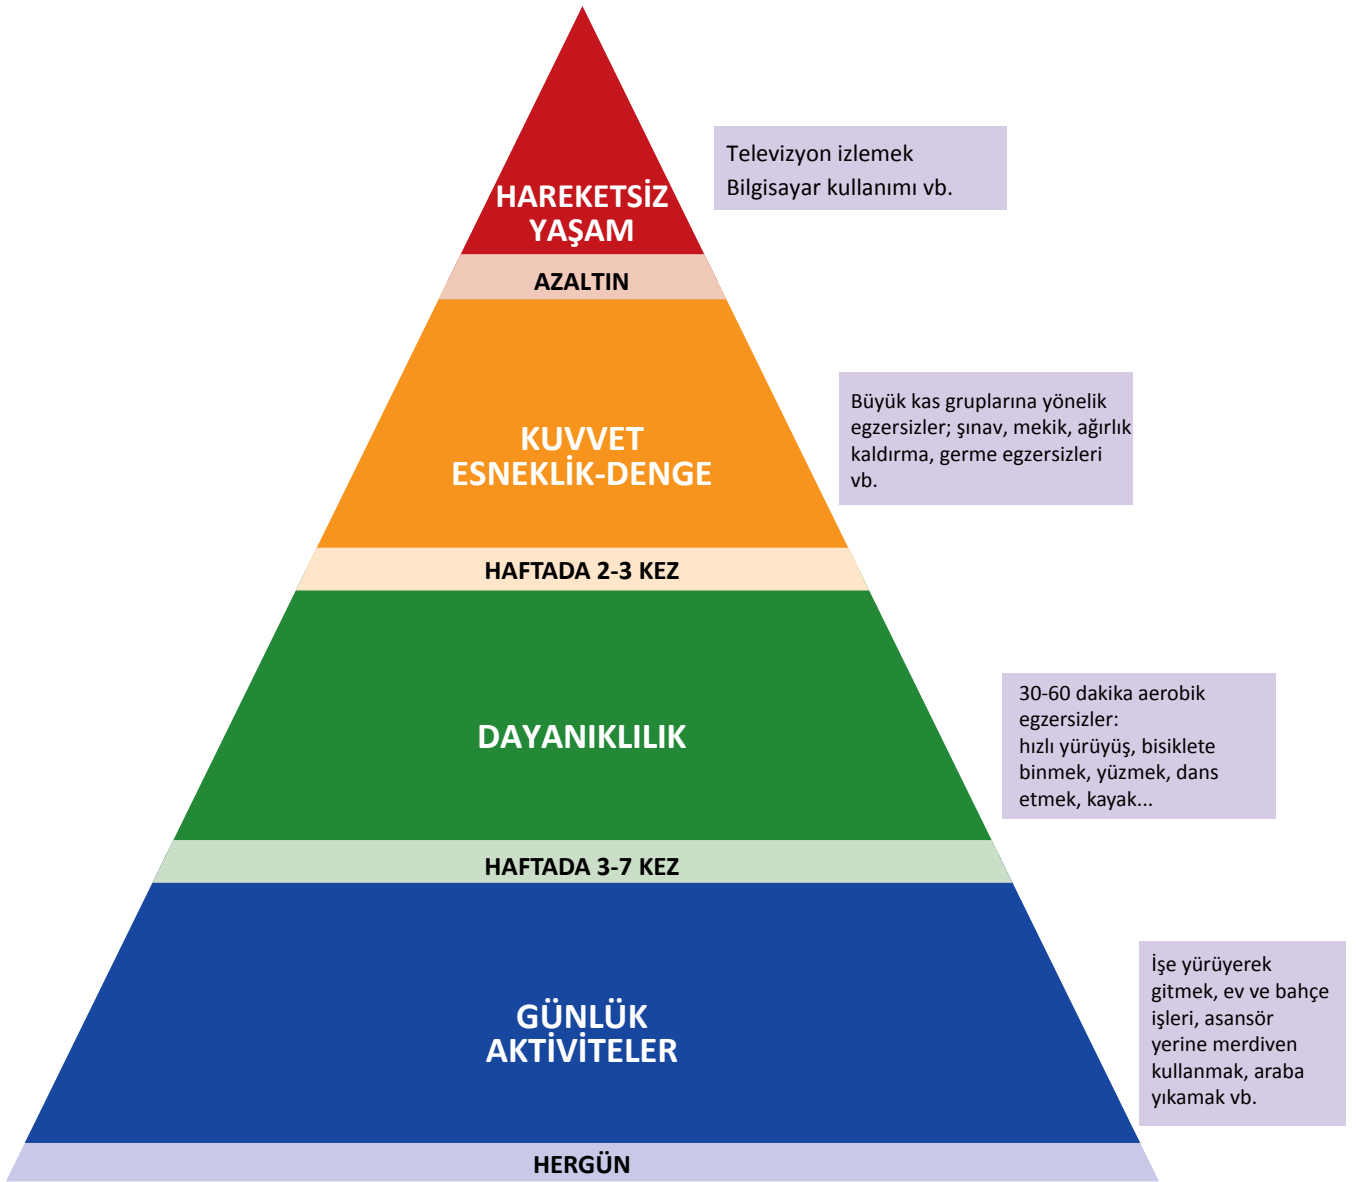 Televizyon izlemek
Bilgisayar kullanımı vb.
HAREKETSİZ
YAŞAM
AZALTIN
Büyük kas gruplarına yönelik
egzersizler; şınav, mekik, ağırlık
kaldırma, germe egzersizleri
vb.
KUVVET
ESNEKLİK-DENGE
HAFTADA 2-3 KEZ
30-60 dakika aerobik
egzersizler:
hızlı yürüyüş, bisiklete
binmek, yüzmek, dans
etmek, kayak...
DAYANIKLILIK
HAFTADA 3-7 KEZ
İşe yürüyerek
gitmek, ev ve bahçe
işleri, asansör
yerine merdiven
kullanmak, araba
yıkamak vb.
GÜNLÜK
AKTİVİTELER
HERGÜN